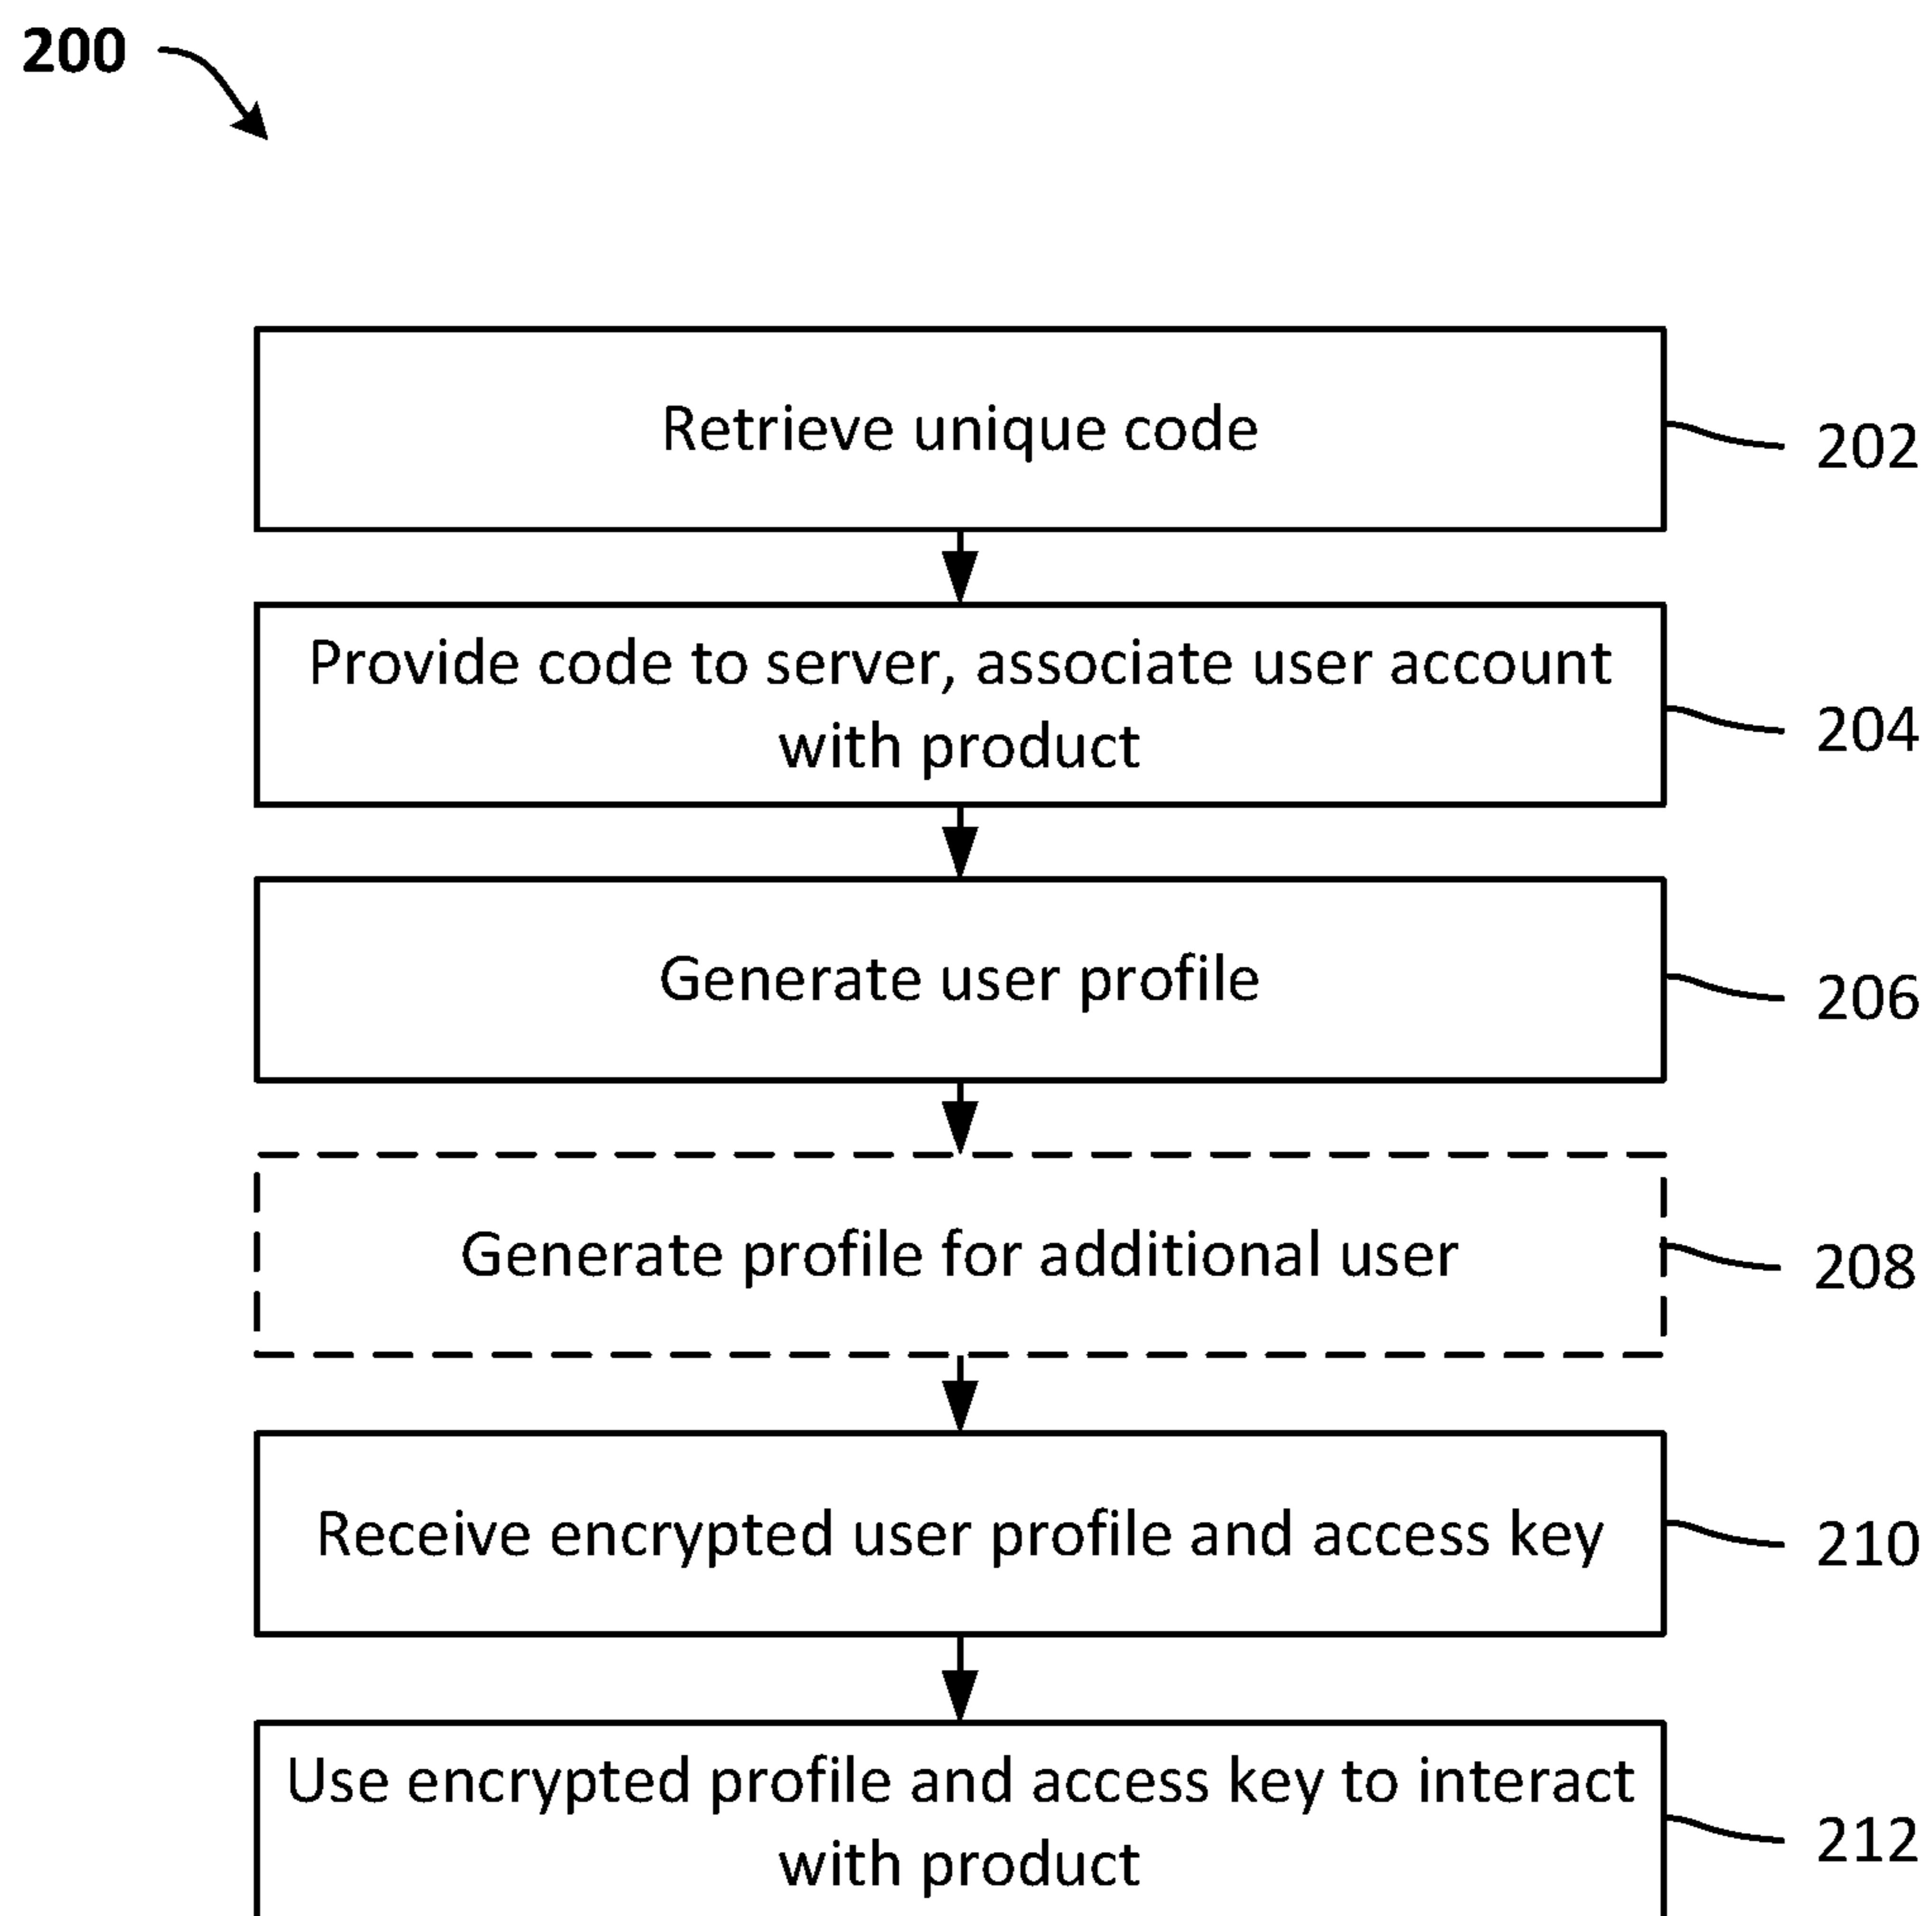 200
Retrieve unique code
202
Provide code to server, associate user account
with product
204
Generate user profile
206
Generate profile for additional user
208
Receive encrypted user profile and access key
210
Use encrypted profile and access key to interact
with product
212